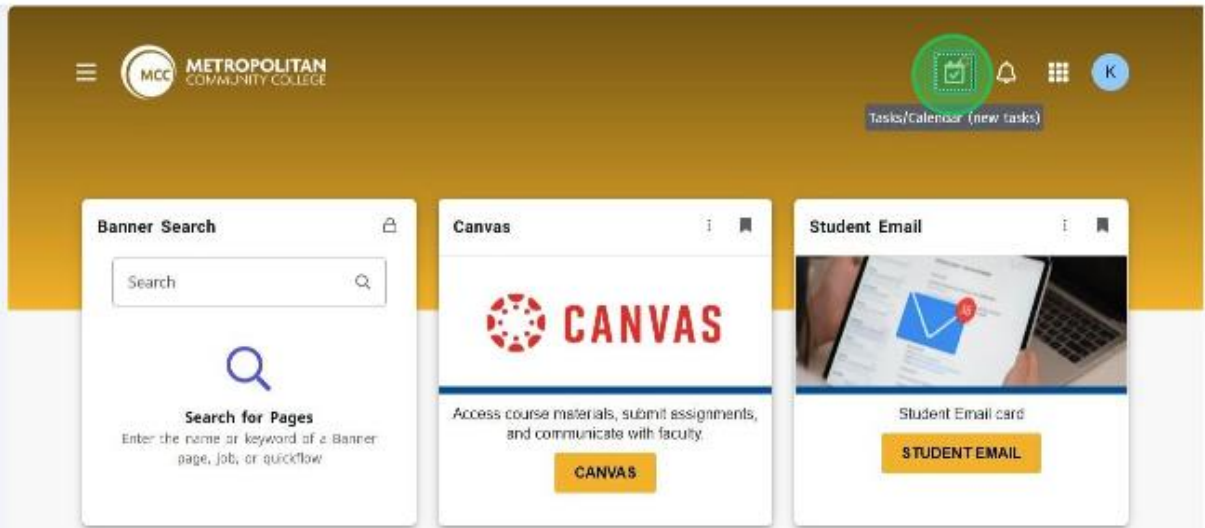 MCC METROPOLITAN
COMMUNITY COLLEGE
K
Tasks/Calendar (new tasks)
Banner Search
Search
Search for Pages
Enter the name or keyword of a Banner
page, job, or quickflow
Canvas
CANVAS
Access course materials, submit assignments,
and communicate with faculty.
CANVAS
Student Email
Student Email card
STUDENT EMAIL